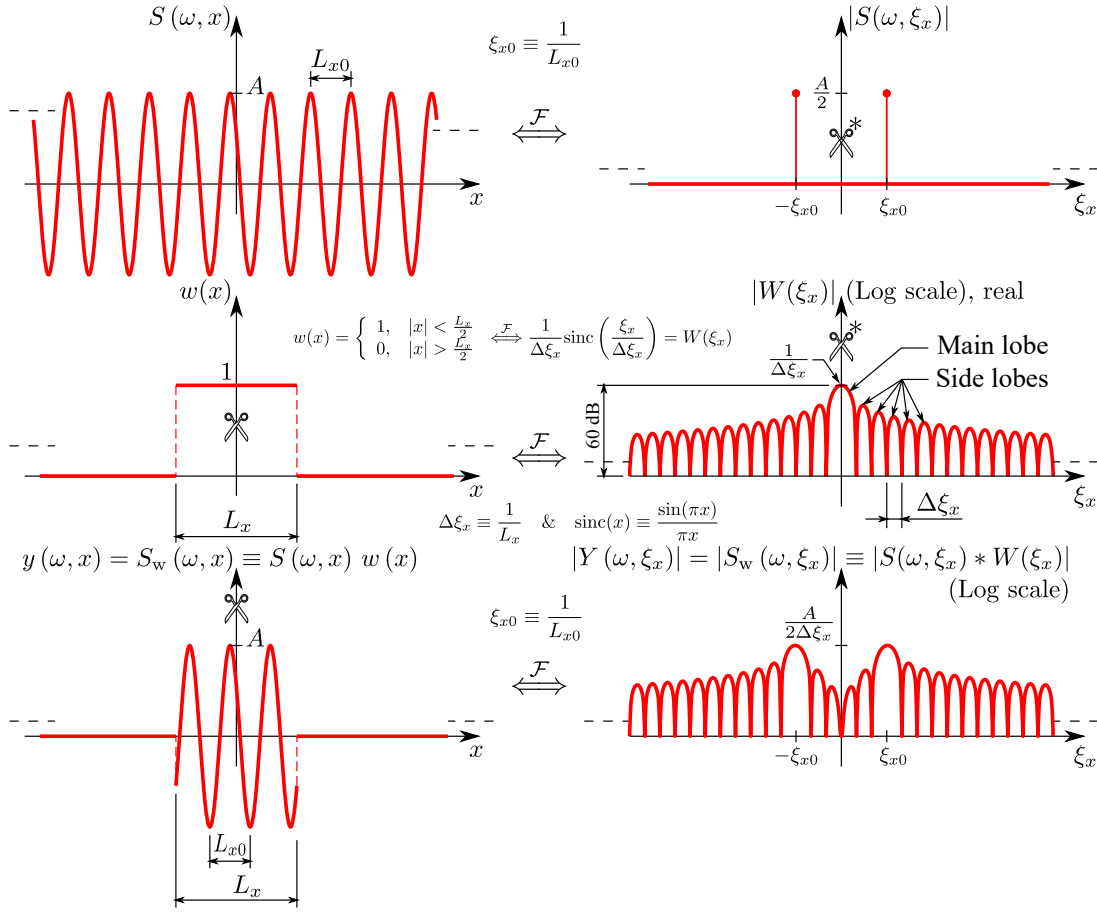 S (ω, x)
ξx0 ≡ 1/Lx0
|S(ω, ξx)|
Lx0
A
A/2
F
*
x
−ξx0
ξx0
ξx
w(x)
|W(ξx)| (Log scale), real
w(x) = { 1, |x| < Lx/2
0, |x| > Lx/2
F
1/Δξx sinc (ξx/Δξx) = W(ξx)
*
1/Δξx
Main lobe
Side lobes
1
60 dB
F
x
ξx
Lx
Δξx
Δξx ≡ 1/Lx & sinc(x) ≡ sin(πx)/πx
y (ω, x) = Sw (ω, x) ≡ S (ω, x) w (x)
|Y (ω, ξx)| = |Sw (ω, ξx)| ≡ |S(ω, ξx) ∗ W(ξx)|
(Log scale)
ξx0 ≡ 1/Lx0
A
A/2Δξx
F
x
−ξx0
ξx0
ξx
Lx0
Lx